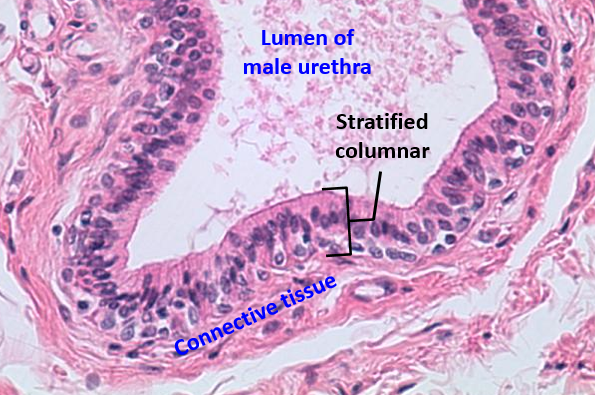 Lumen of
male urethra
Stratified
columnar
Connective tissue